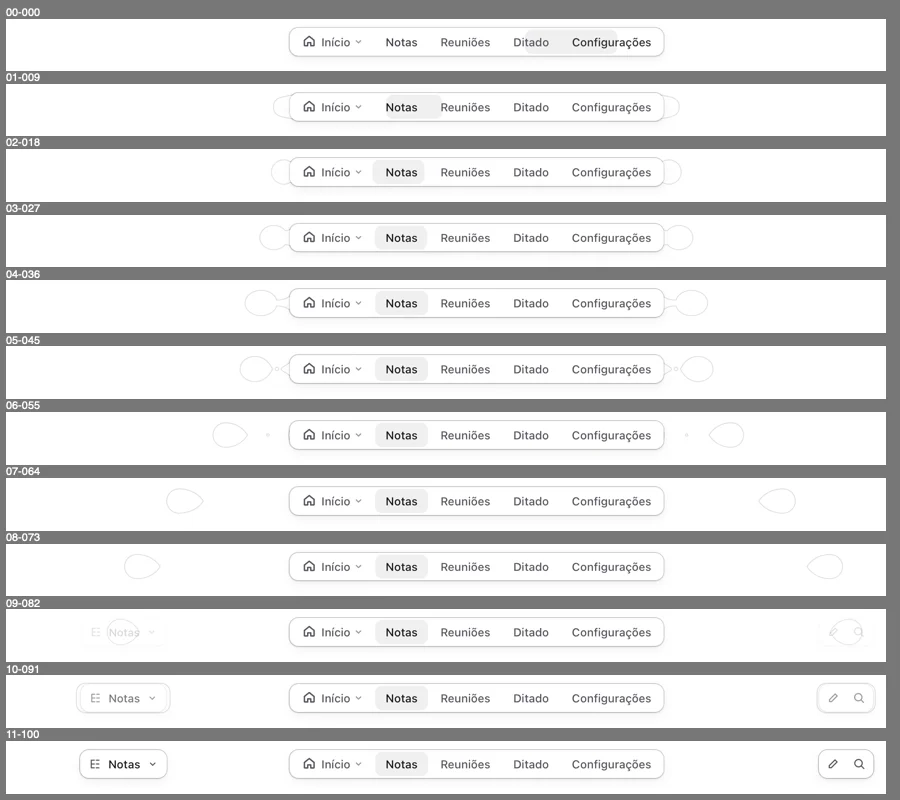 00-000
Início Notas Reuniões Ditado Configurações
01-009
Início Notas Reuniões Ditado Configurações
02-018
Início Notas Reuniões Ditado Configurações
03-027
Início Notas Reuniões Ditado Configurações
04-036
Início Notas Reuniões Ditado Configurações
05-045
Início Notas Reuniões Ditado Configurações
06-055
Início Notas Reuniões Ditado Configurações
07-064
Início Notas Reuniões Ditado Configurações
08-073
Início Notas Reuniões Ditado Configurações
09-082
Notas Início Notas Reuniões Ditado Configurações
10-091
Notas Início Notas Reuniões Ditado Configurações
11-100
Notas Início Notas Reuniões Ditado Configurações